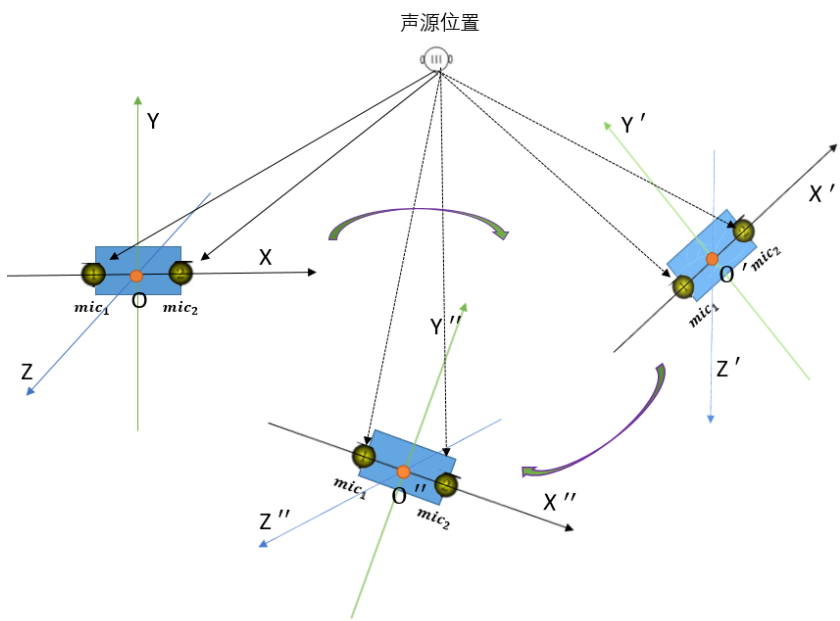 声源位置
Y
X
O
mic₁
mic₂
Z
Y′
X′
O′
mic₂
mic₁
Z′
Y″
mic₁
O″
mic₂
X″
Z″